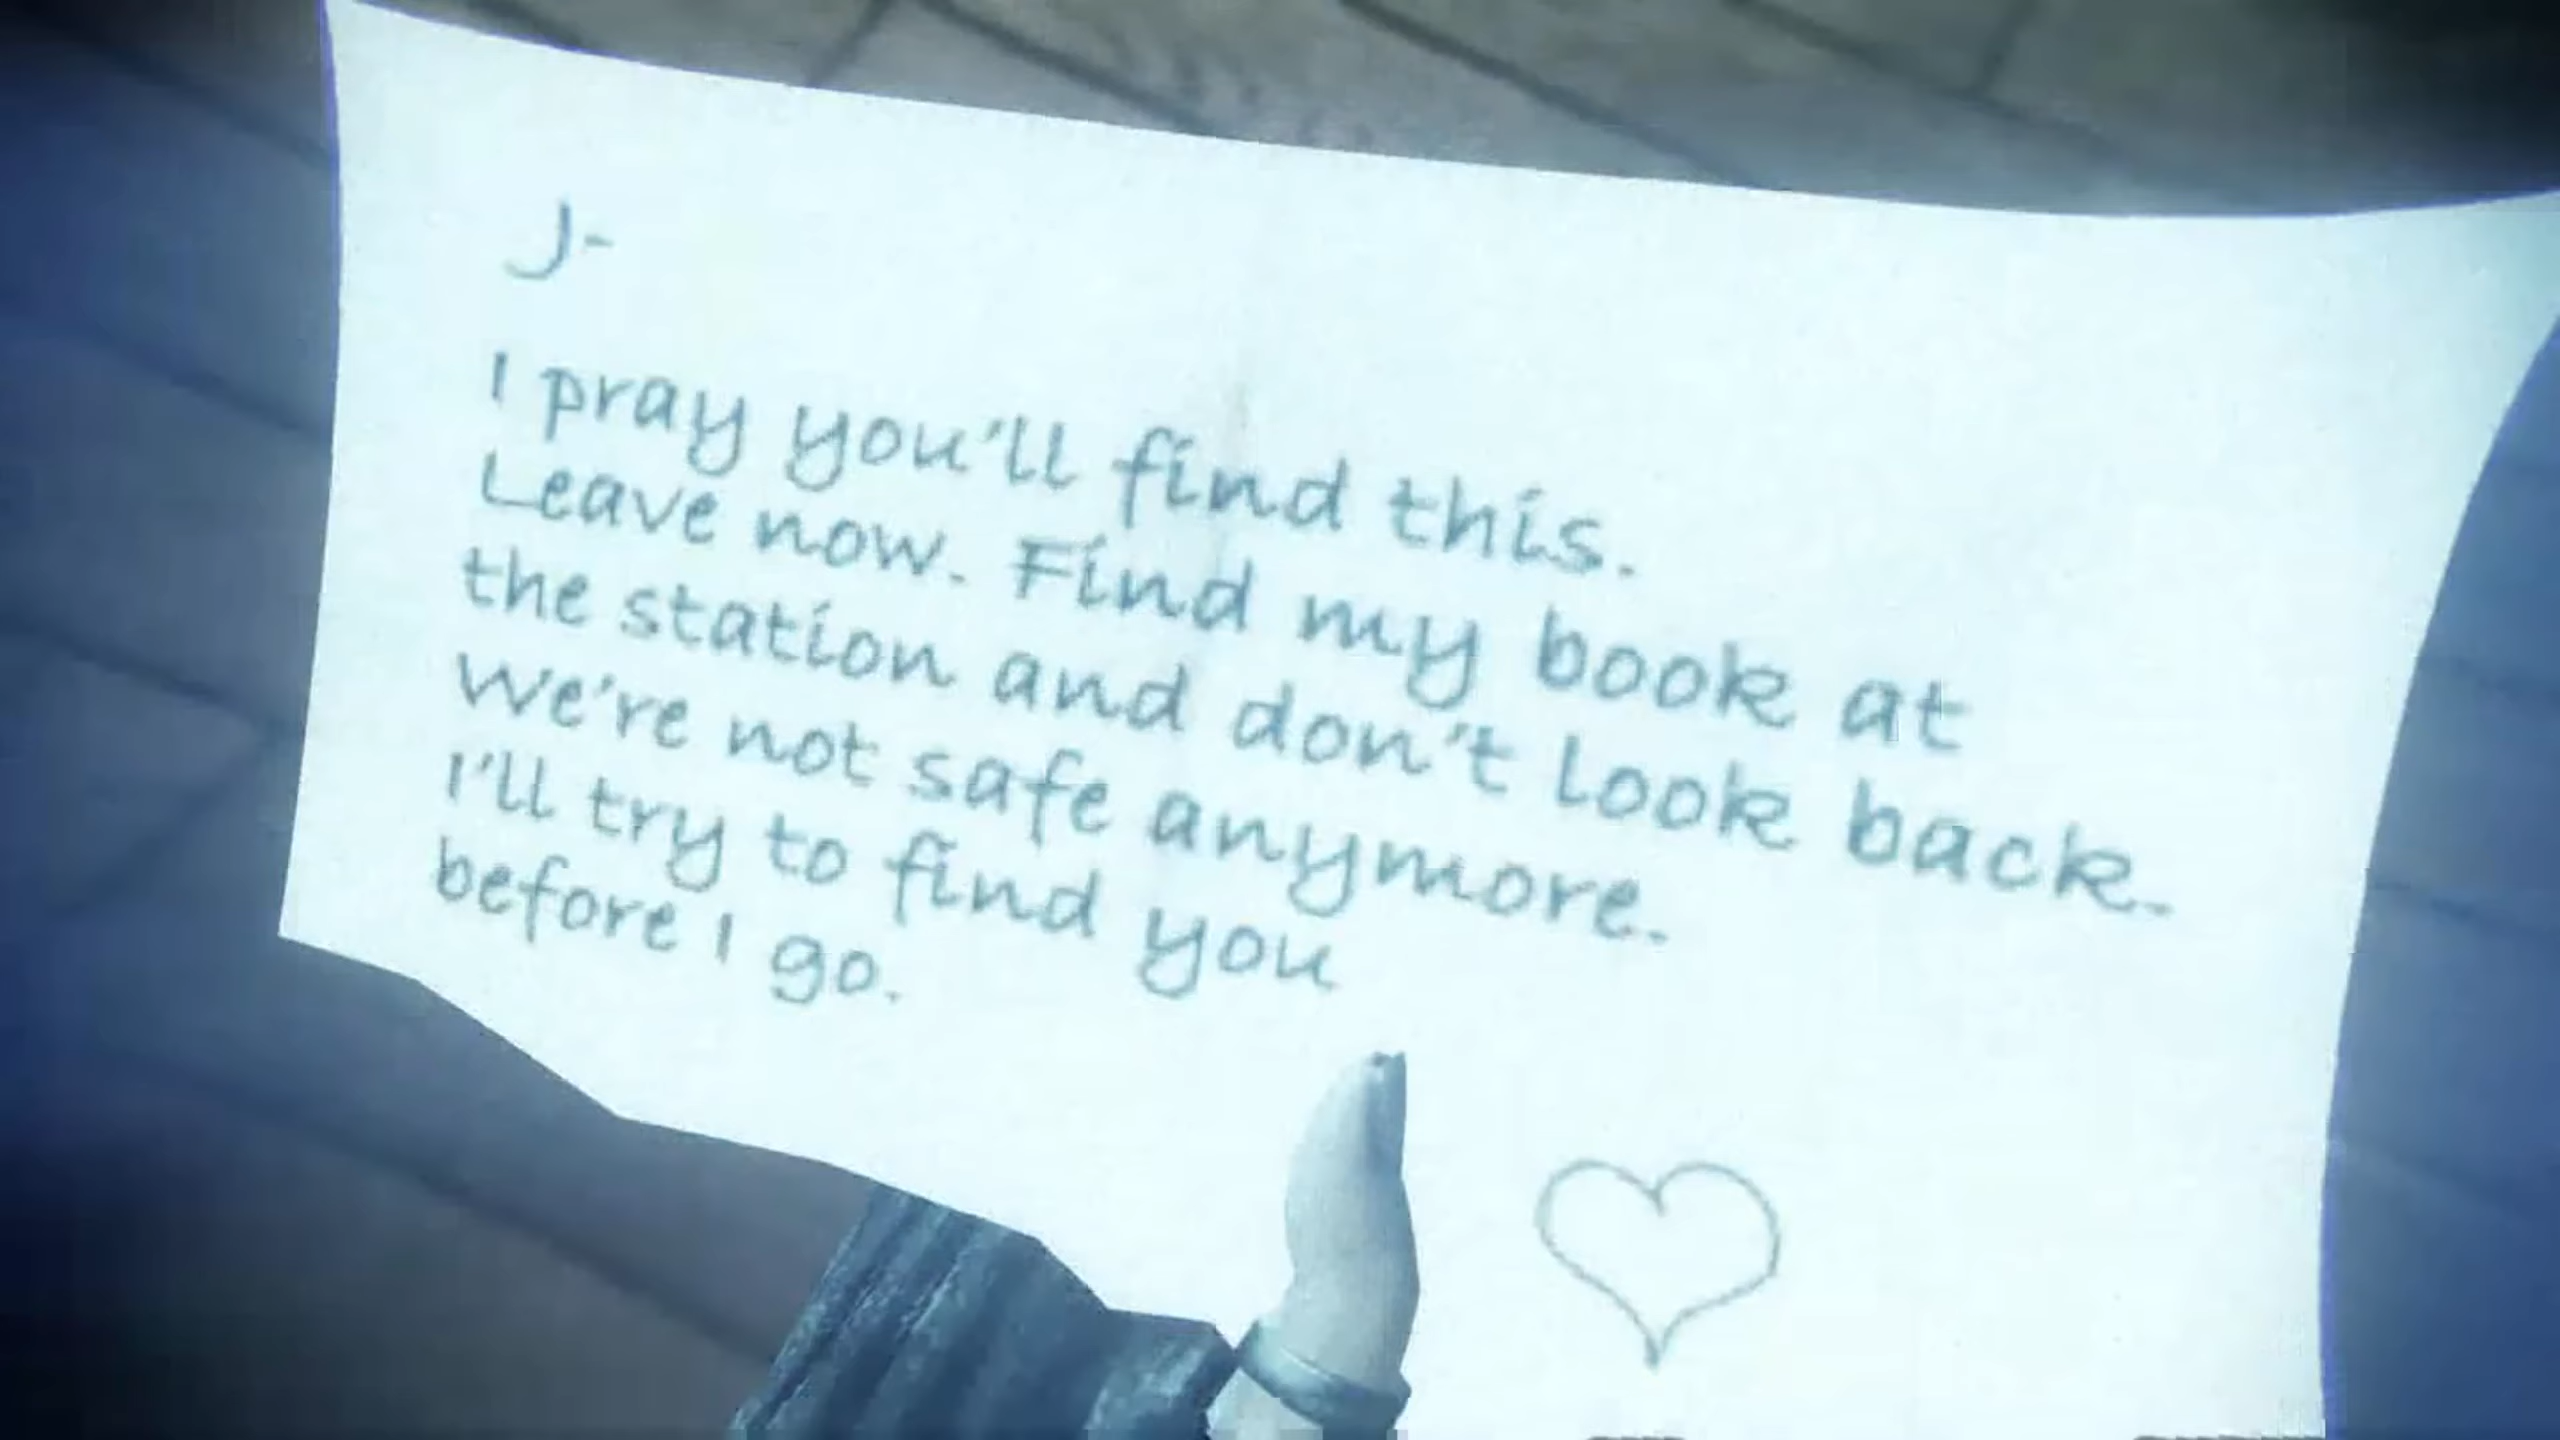 J-
I pray you'll find this.
Leave now. Find my book at
the station and don't look back.
We're not safe anymore.
I'll try to find you
before I go.